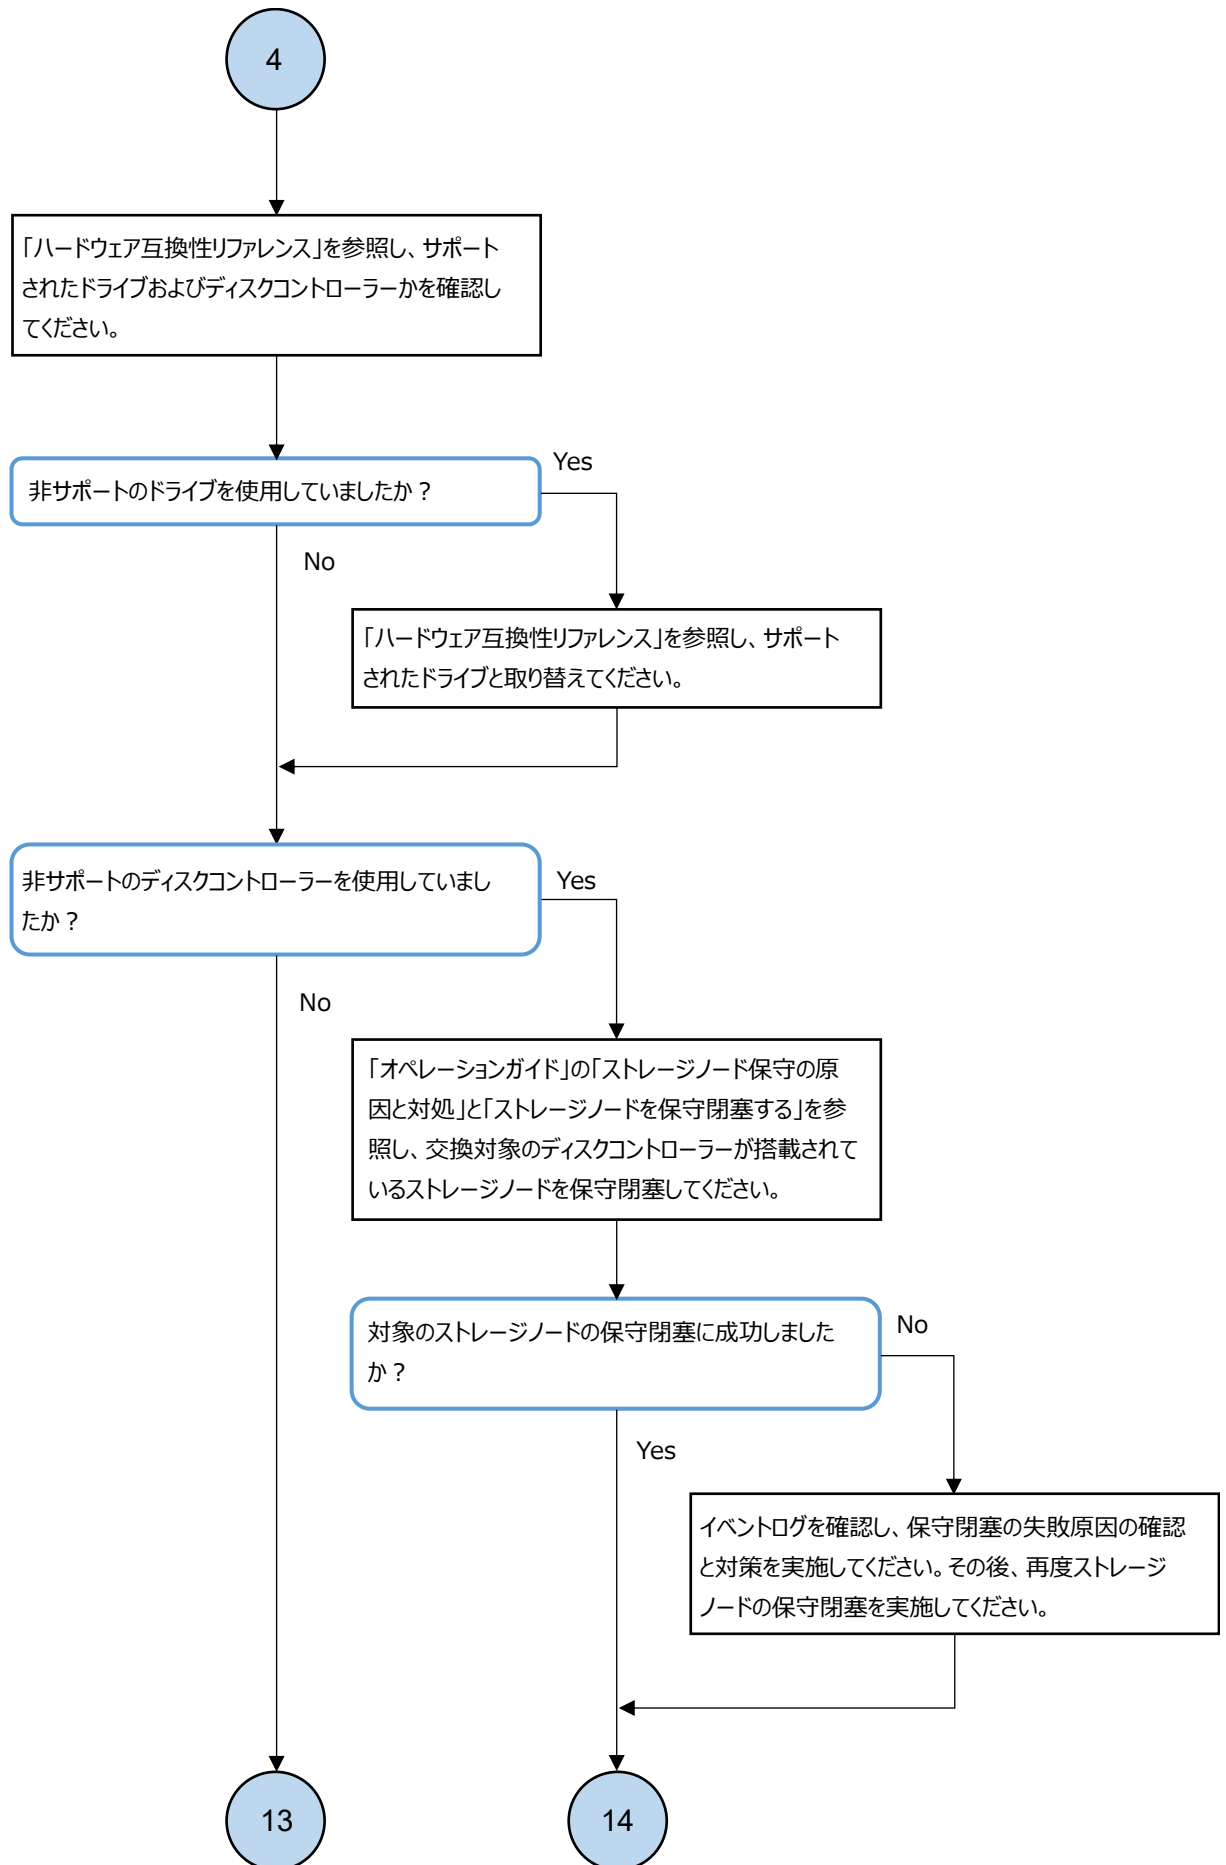 4
「ハードウェア互換性リファレンス」を参照し、サポート
されたドライブおよびディスクコントローラーかを確認し
てください。
非サポートのドライブを使用していましたか？
Yes
No
「ハードウェア互換性リファレンス」を参照し、サポート
されたドライブと取り替えてください。
非サポートのディスクコントローラーを使用していまし
たか？
Yes
No
「オペレーションガイド」の「ストレージノード保守の原
因と対処」と「ストレージノードを保守閉塞する」を参
照し、交換対象のディスクコントローラーが搭載されて
いるストレージノードを保守閉塞してください。
対象のストレージノードの保守閉塞に成功しました
か？
No
Yes
イベントログを確認し、保守閉塞の失敗原因の確認
と対策を実施してください。その後、再度ストレージ
ノードの保守閉塞を実施してください。
13
14